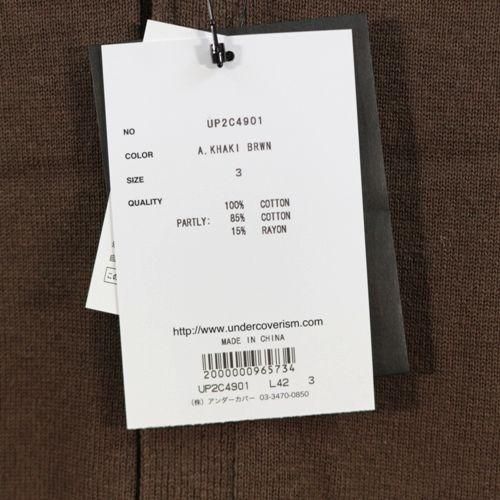 NO UP2C4901
COLOR A.KHAKI BRWN
SIZE 3
QUALITY 100% COTTON
PARTLY: 85% COTTON
15% RAYON
http://www.undercoverism.com
MADE IN CHINA
2000000965734
UP2C4901 L42 3
(株) アンダーカバー 03-3470-0850